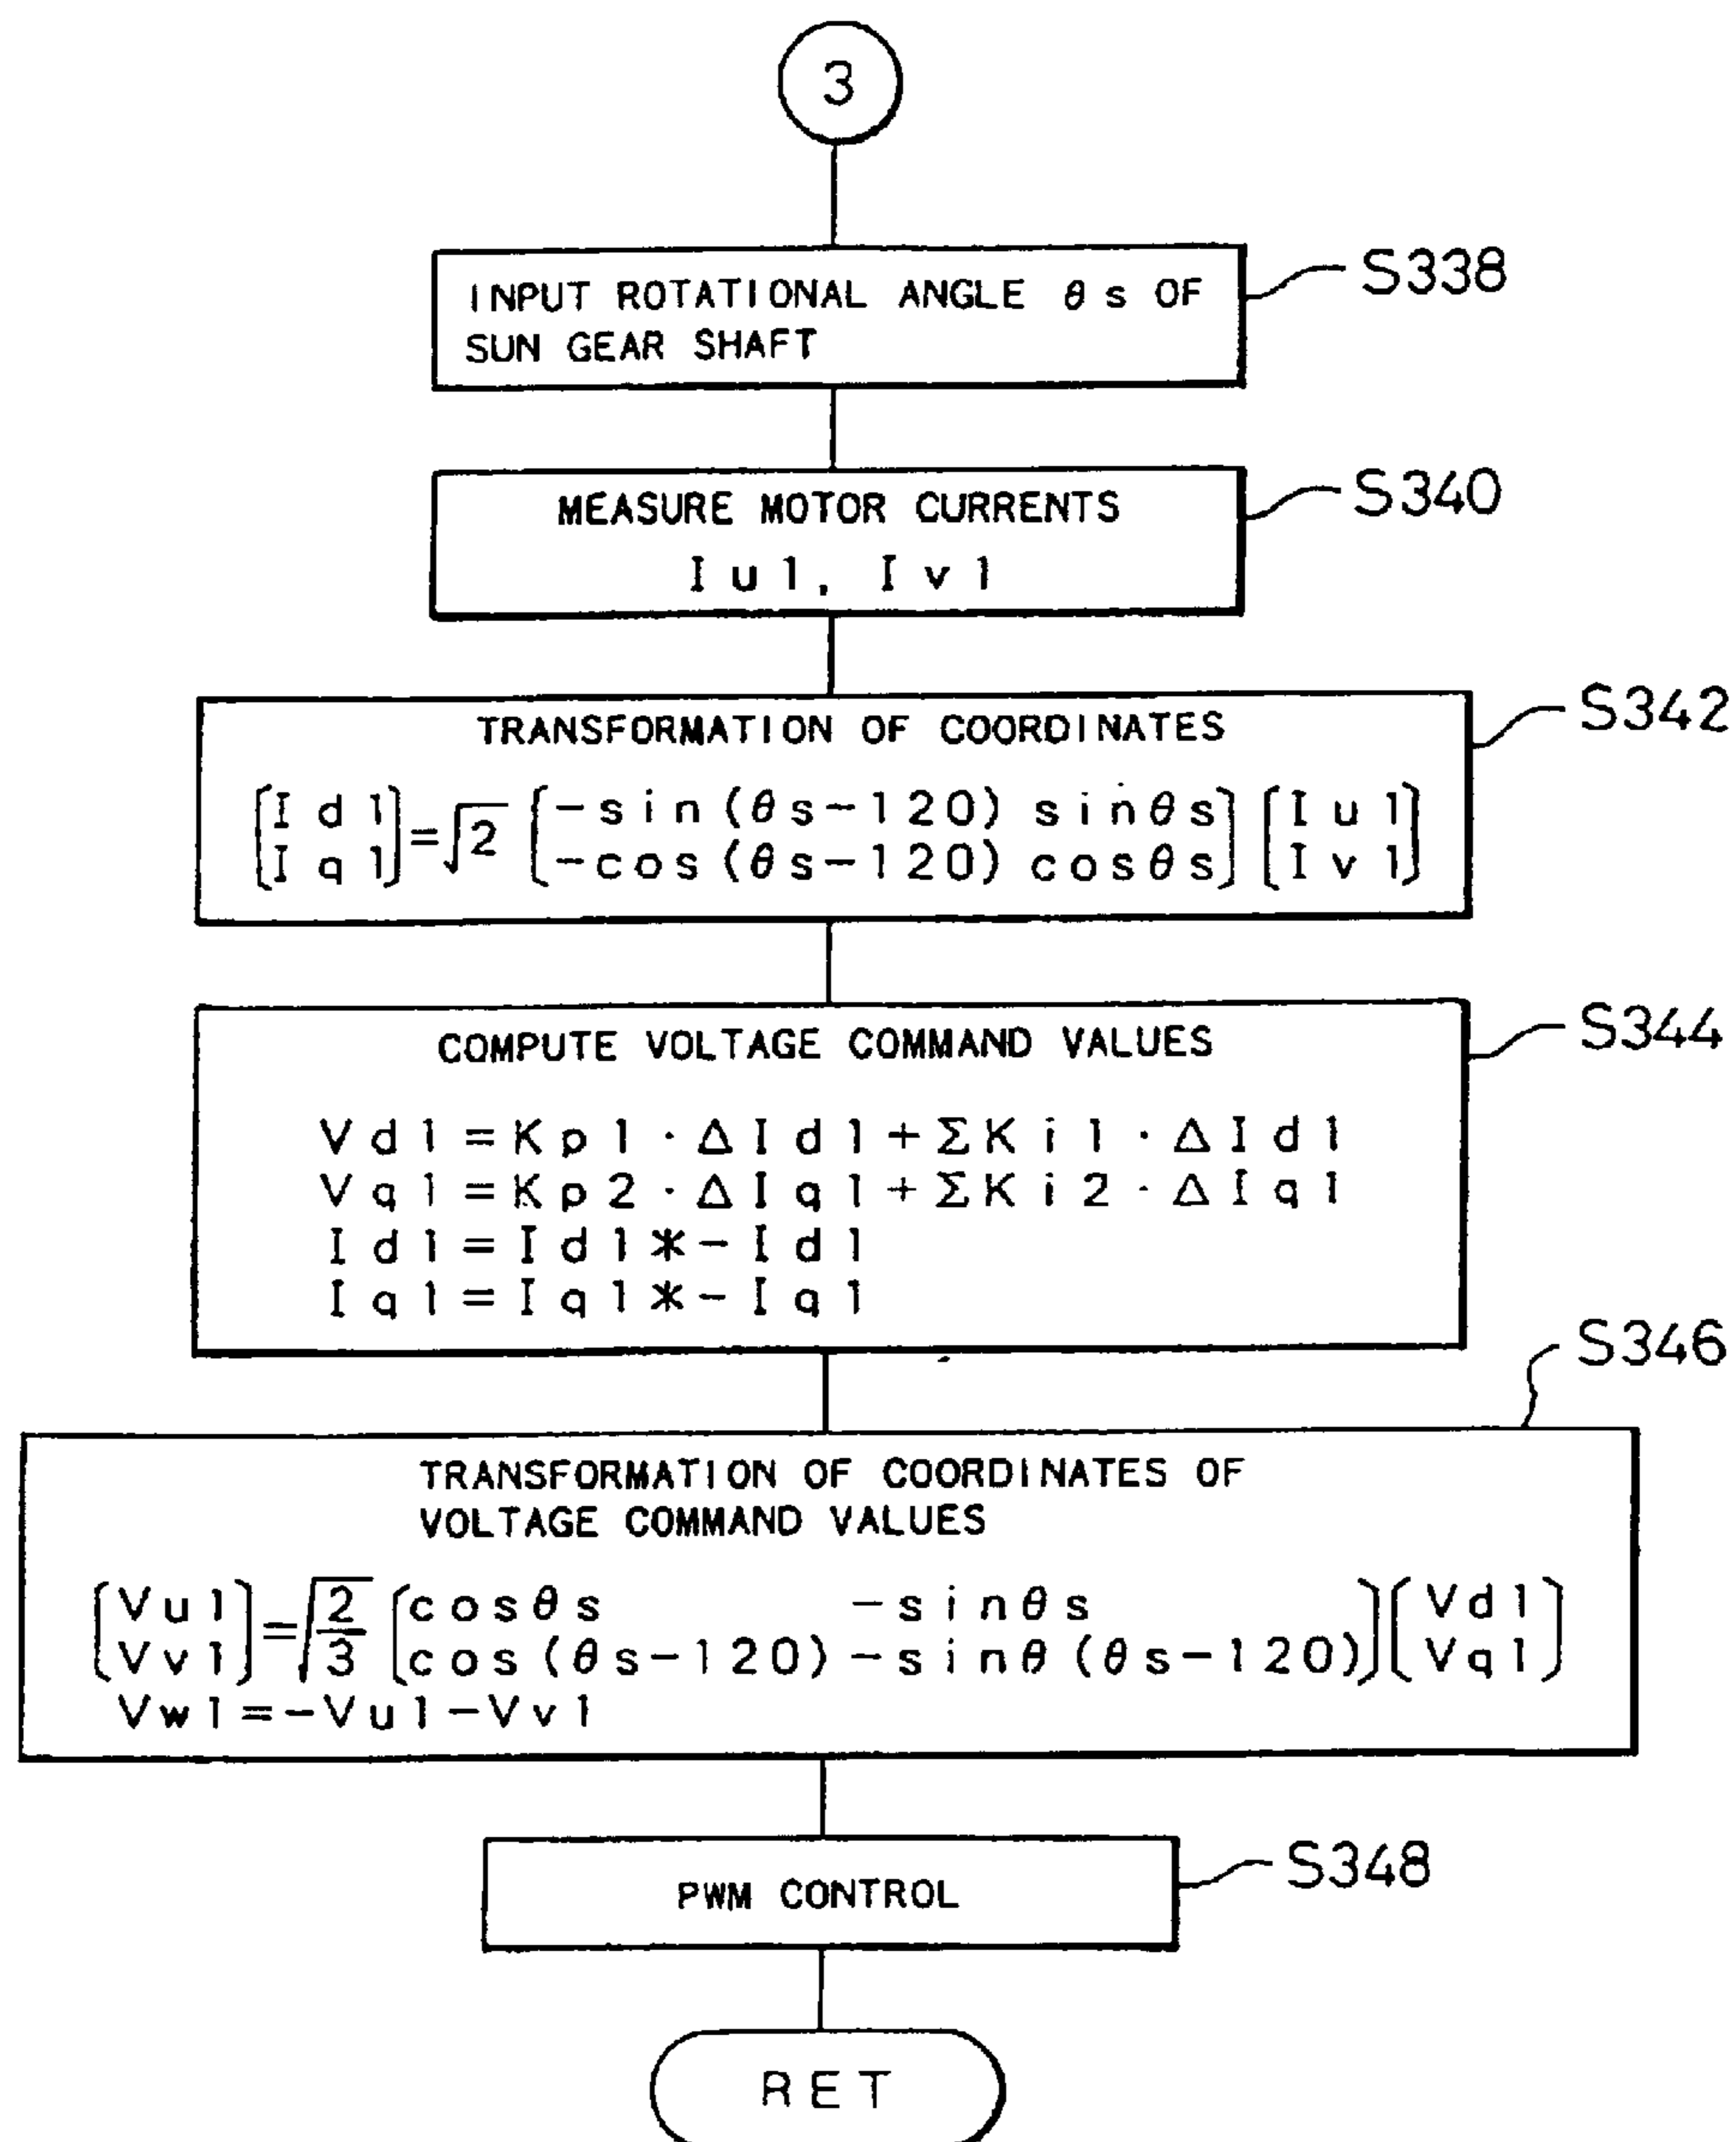 3
INPUT ROTATIONAL ANGLE θs OF
SUN GEAR SHAFT
S338
MEASURE MOTOR CURRENTS
Iu1, Iv1
S340
TRANSFORMATION OF COORDINATES
S342
[Id1] = √2 [-sin(θs-120) sinθs] [Iu1]
[Iq1] [-cos(θs-120) cosθs] [Iv1]
COMPUTE VOLTAGE COMMAND VALUES
S344
Vd1=Kp1·ΔId1+ΣKi1·ΔId1
Vq1=Kp2·ΔIq1+ΣKi2·ΔIq1
Id1=Id1*-Id1
Iq1=Iq1*-Iq1
S346
TRANSFORMATION OF COORDINATES OF
VOLTAGE COMMAND VALUES
[Vu1] = √2/3 [cosθs -sinθs] [Vd1]
[Vv1] [cos(θs-120) -sinθ(θs-120)] [Vq1]
Vw1=-Vu1-Vv1
PWM CONTROL
S348
RET